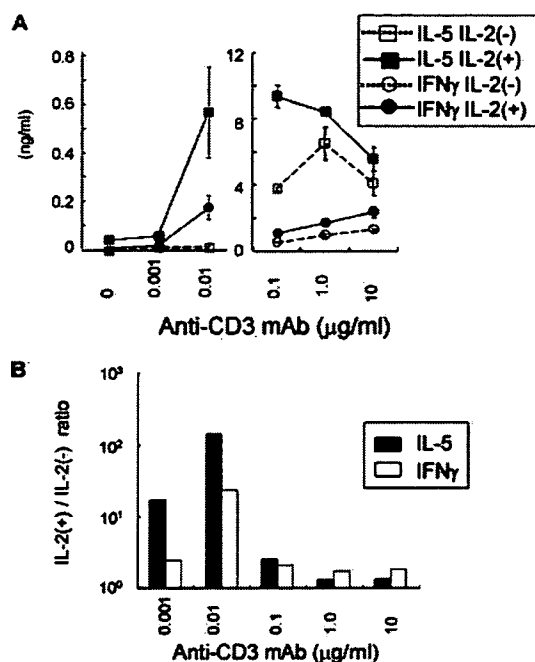 A
IL-5 IL-2(-)
IL-5 IL-2(+)
IFNγ IL-2(-)
IFNγ IL-2(+)
(ng/ml)
0.8
0.6
0.4
0.2
0
12
8
4
0
0
0.001
0.01
0.1
1.0
10
Anti-CD3 mAb (μg/ml)
B
IL-2(+) / IL-2(-) ratio
10³
10²
10¹
10⁰
IL-5
IFNγ
0.001
0.01
0.1
1.0
10
Anti-CD3 mAb (μg/ml)